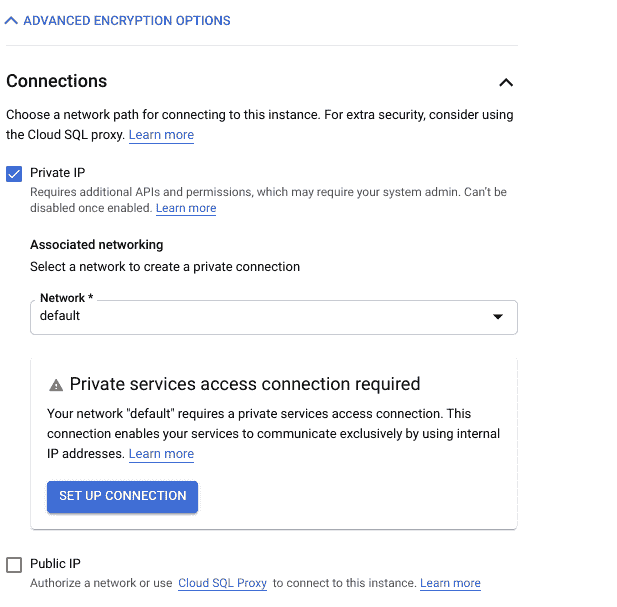 ADVANCED ENCRYPTION OPTIONS
Connections
Choose a network path for connecting to this instance. For extra security, consider using
the Cloud SQL proxy. Learn more
Private IP
Requires additional APIs and permissions, which may require your system admin. Can't be
disabled once enabled. Learn more
Associated networking
Select a network to create a private connection
Network *
default
Private services access connection required
Your network "default" requires a private services access connection. This
connection enables your services to communicate exclusively by using internal
IP addresses. Learn more
SET UP CONNECTION
Public IP
Authorize a network or use Cloud SQL Proxy to connect to this instance. Learn more